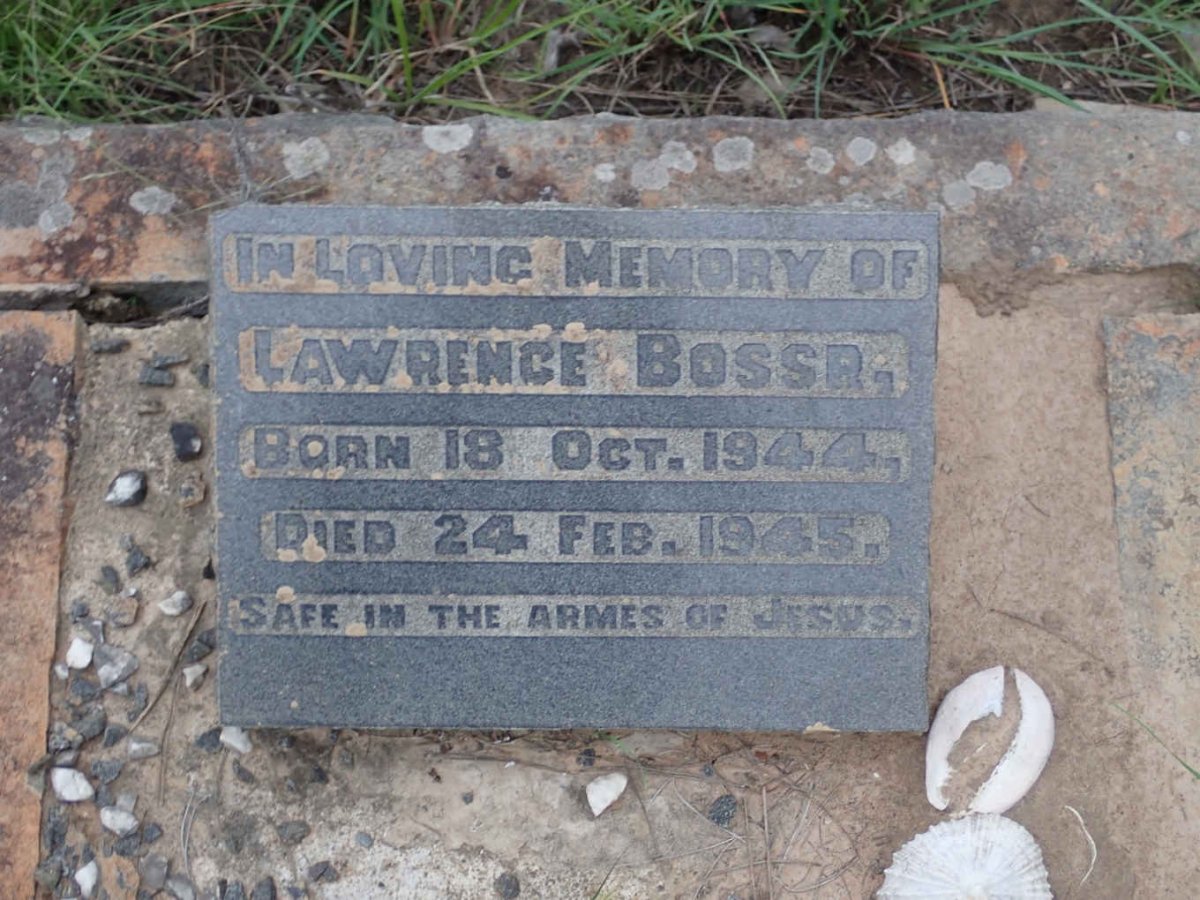 IN LOVING MEMORY OF
LAWRENCE BOSSR.
BORN 18 OCT. 1944.
DIED 24 FEB. 1945.
SAFE IN THE ARMES OF JESUS.